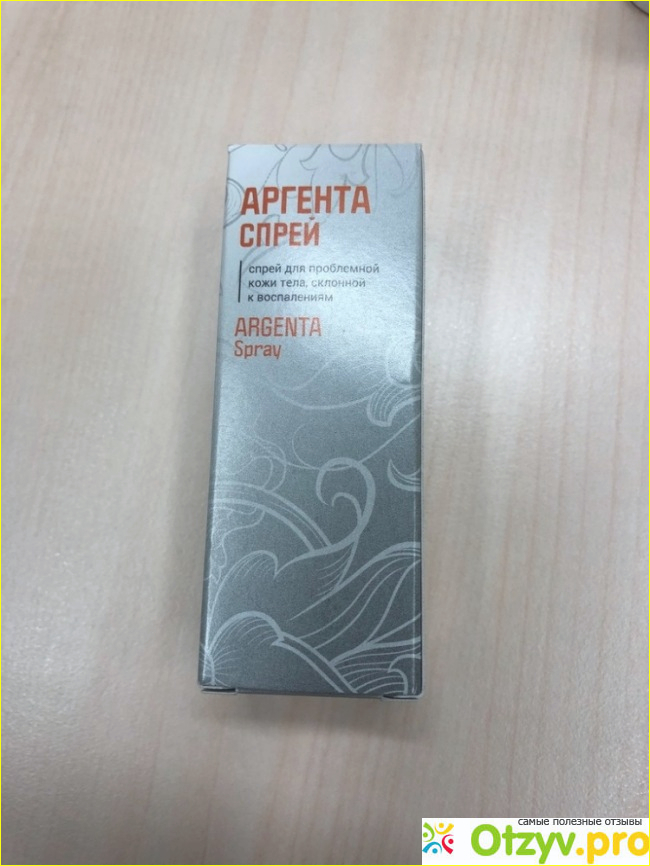 АРГЕНТА
СПРЕЙ
спрей для проблемной
кожи тела, склонной
к воспалениям
ARGENTA
Spray
самые полезные отзывы
Otzyv.pro